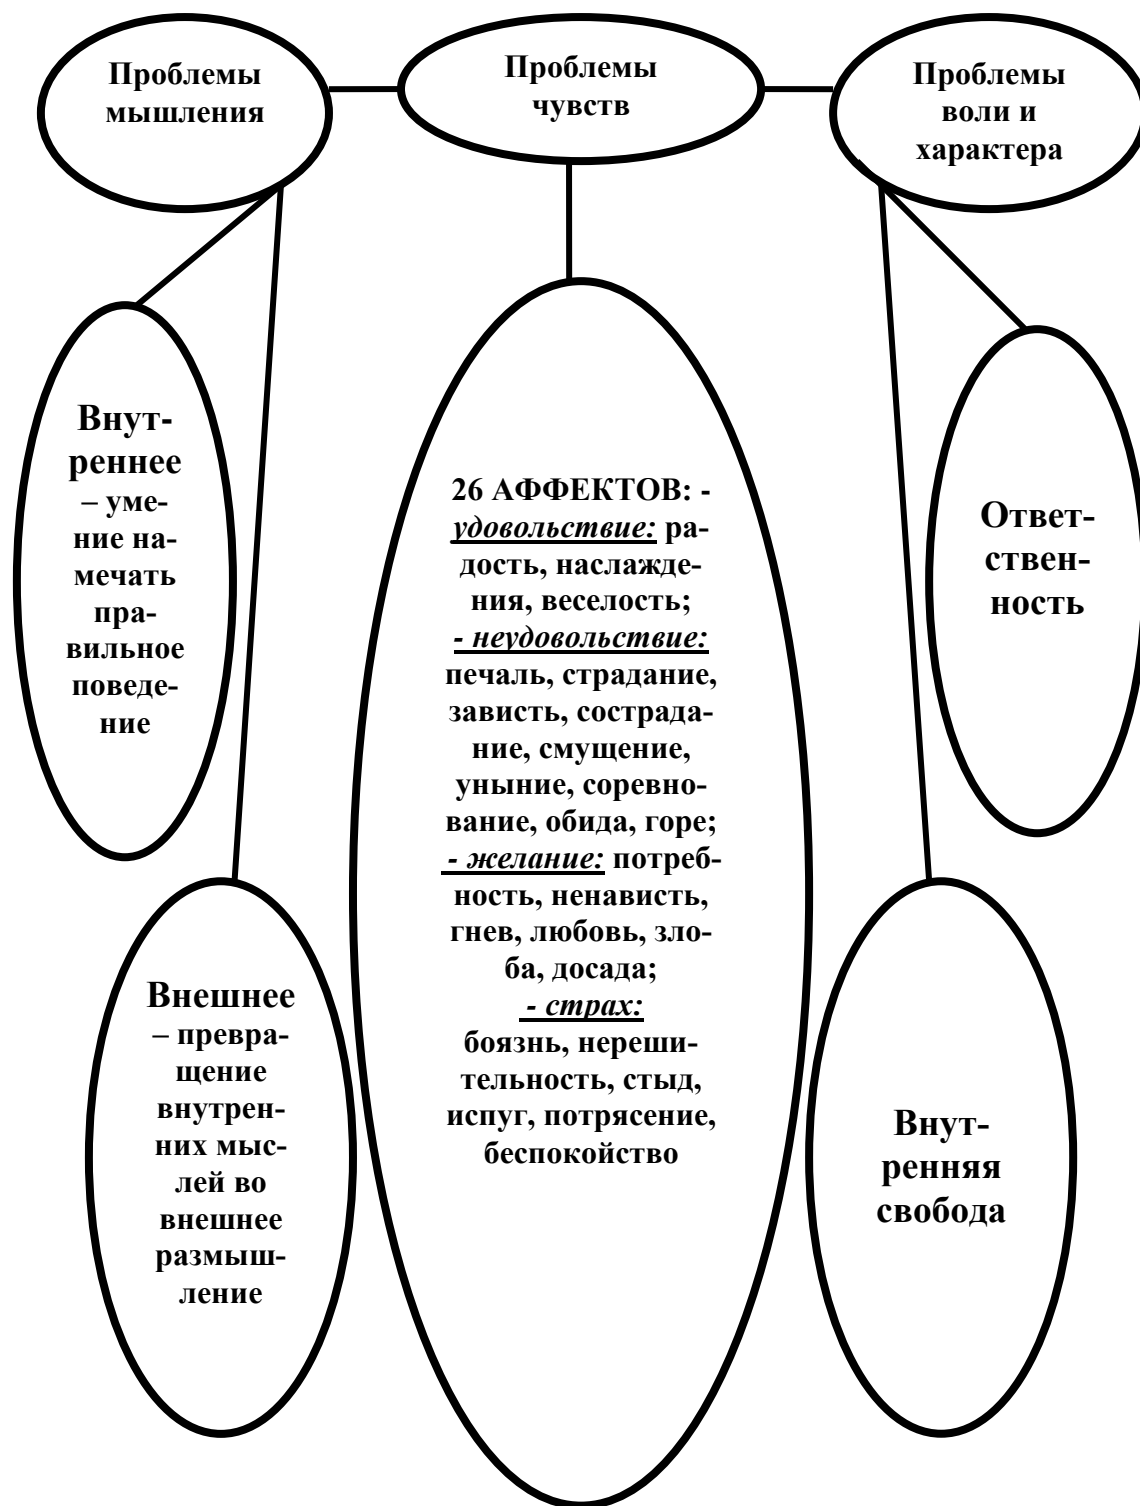 Проблемы
мышления
Проблемы
чувств
Проблемы
воли и
характера
Внут-
реннее
– уме-
ние на-
мечать
пра-
вильное
поведе-
ние
Внешнее
– превра-
щение
внутрен-
них мыс-
лей во
внешнее
размыш-
ление
26 АФФЕКТОВ: -
удовольствие: ра-
дость, наслажде-
ния, веселость;
- неудовольствие:
печаль, страдание,
зависть, сострада-
ние, смущение,
уныние, соревно-
вание, обида, горе;
- желание: потреб-
ность, ненависть,
гнев, любовь, зло-
ба, досада;
- страх:
боязнь, нереши-
тельность, стыд,
испуг, потрясение,
беспокойство
Ответ-
ствен-
ность
Внут-
ренняя
свобода